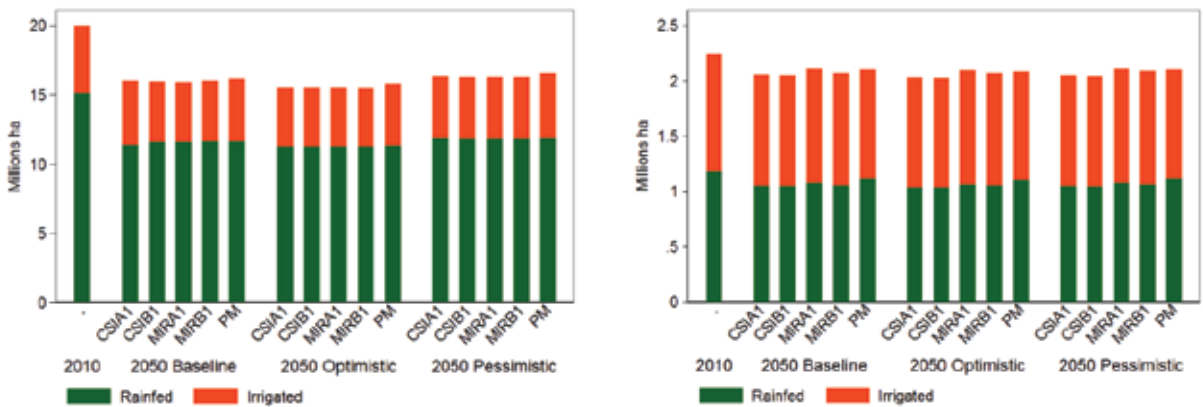 20
15
10
5
0
Millions ha
-
CSIA1
CSIB1
MIRA1
MIRB1
PM
CSIA1
CSIB1
MIRA1
MIRB1
PM
CSIA1
CSIB1
MIRA1
MIRB1
PM
2010 2050 Baseline 2050 Optimistic 2050 Pessimistic
Rainfed Irrigated
2.5
2
1.5
1
.5
0
Millions ha
-
CSIA1
CSIB1
MIRA1
MIRB1
PM
CSIA1
CSIB1
MIRA1
MIRB1
PM
CSIA1
CSIB1
MIRA1
MIRB1
PM
2010 2050 Baseline 2050 Optimistic 2050 Pessimistic
Rainfed Irrigated